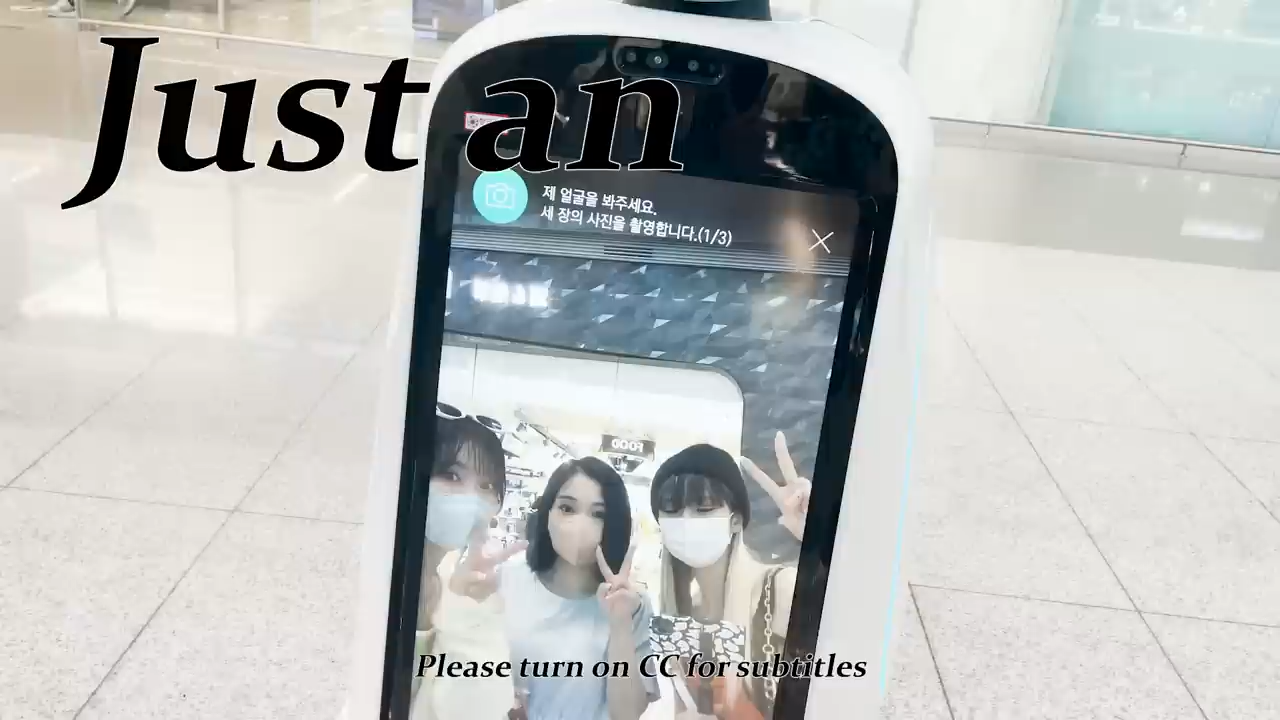 Just an
제 얼굴을 봐주세요.
세 장의 사진을 촬영합니다.(1/3)
FOOD
Please turn on CC for subtitles